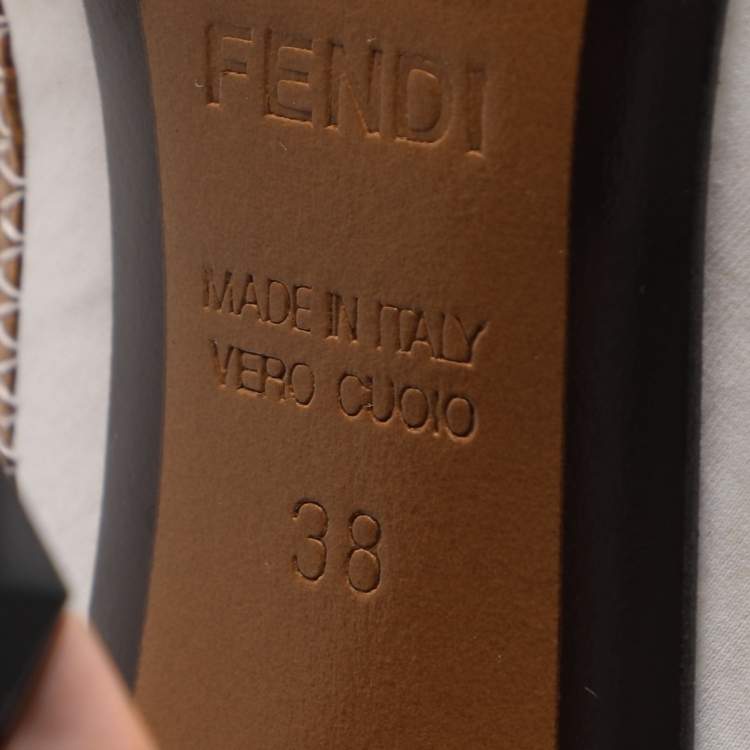 FENDI
MADE IN ITALY
VERO CUOIO
38